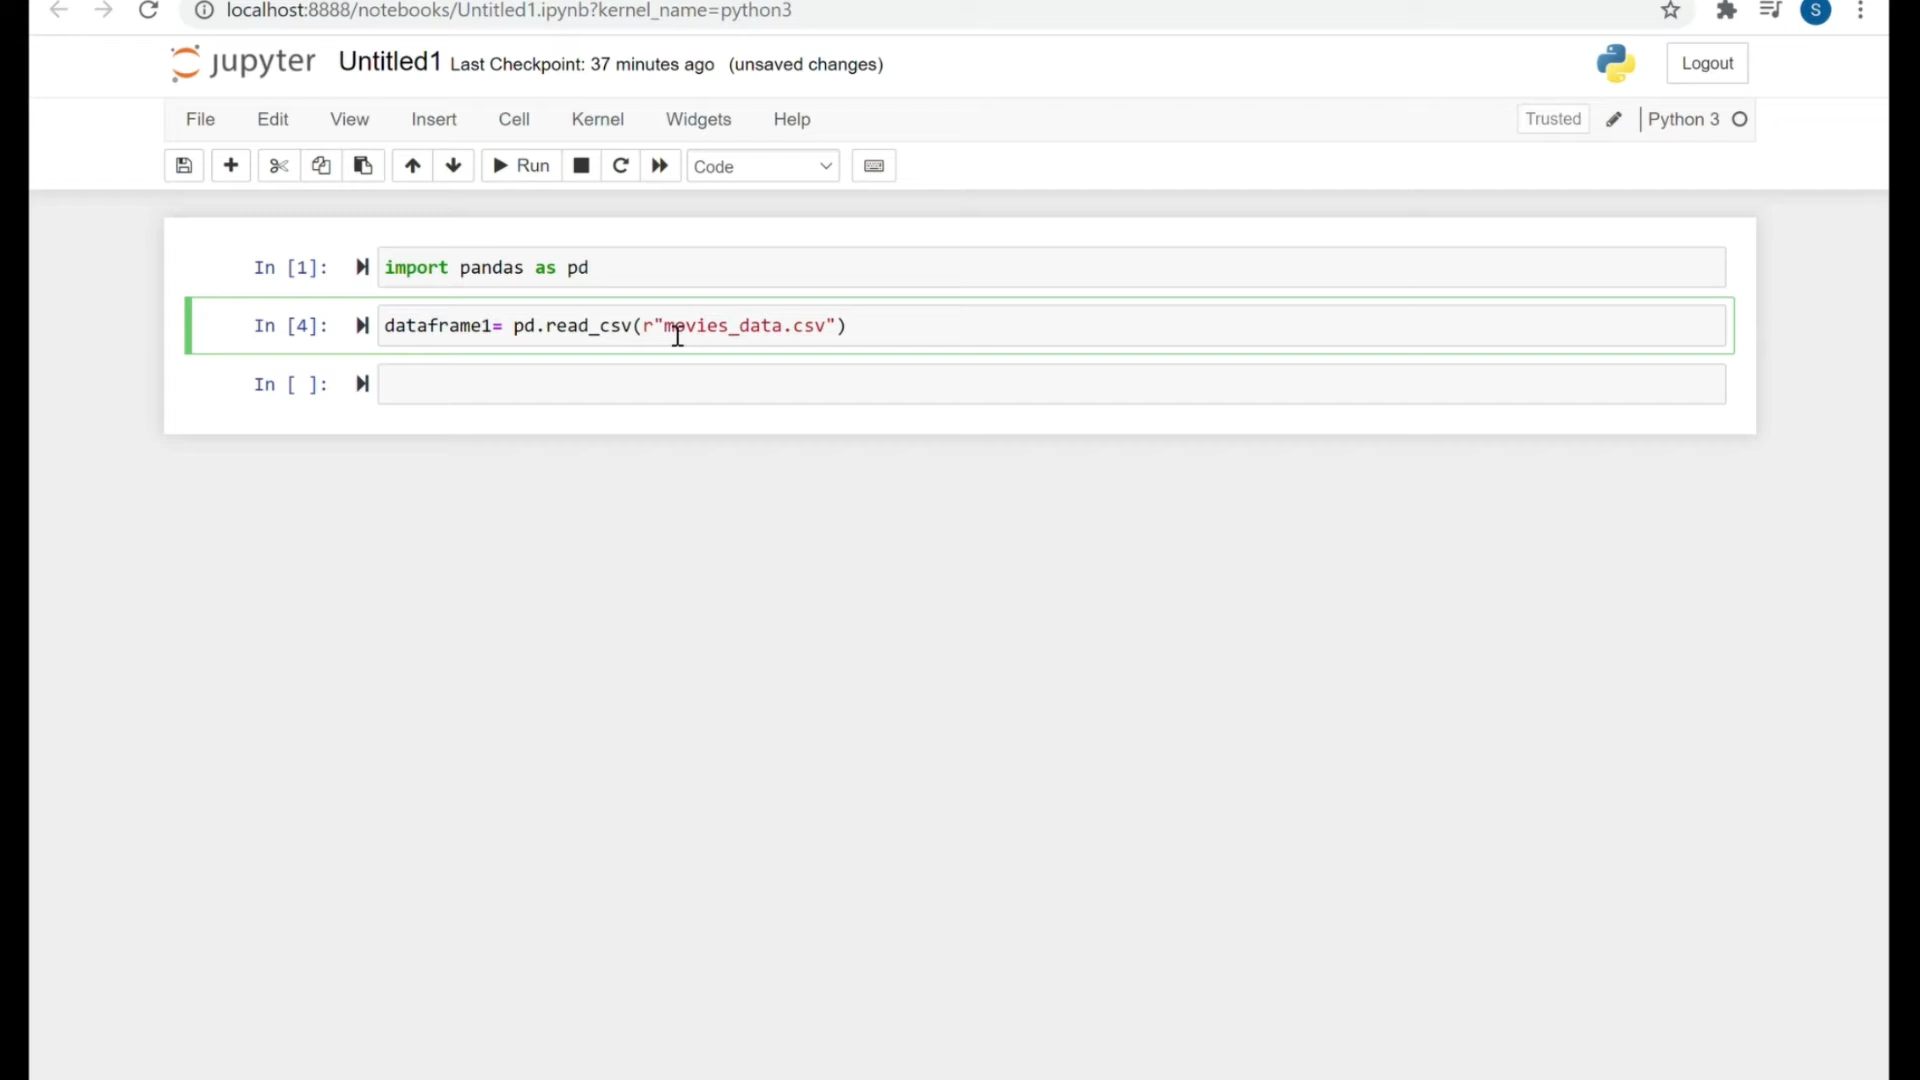 localhost:8888/notebooks/Untitled1.ipynb?kernel_name=python3
S
jupyter Untitled1 Last Checkpoint: 37 minutes ago (unsaved changes)
Logout
File Edit View Insert Cell Kernel Widgets Help
Trusted Python 3
Run Code
In [1]: import pandas as pd
In [4]: dataframe1= pd.read_csv(r"movies_data.csv")
In [ ]: